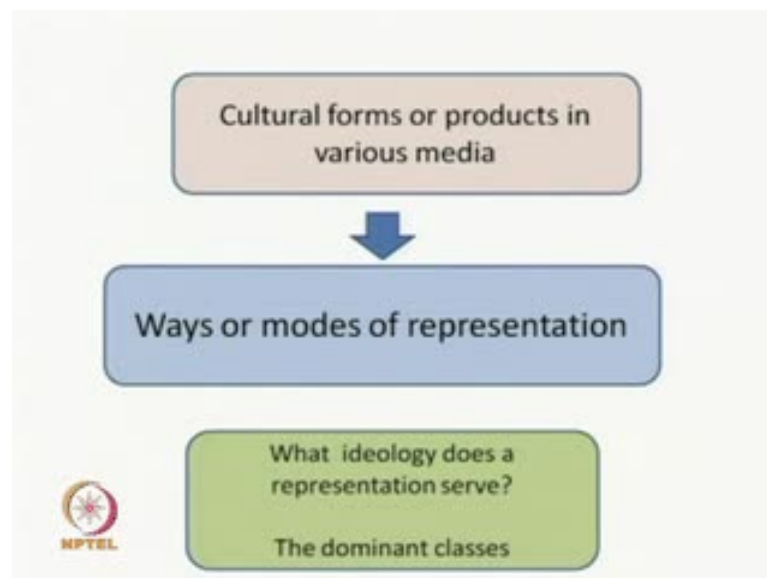 Cultural forms or products in
various media
Ways or modes of representation
What ideology does a
representation serve?
The dominant classes
NPTEL